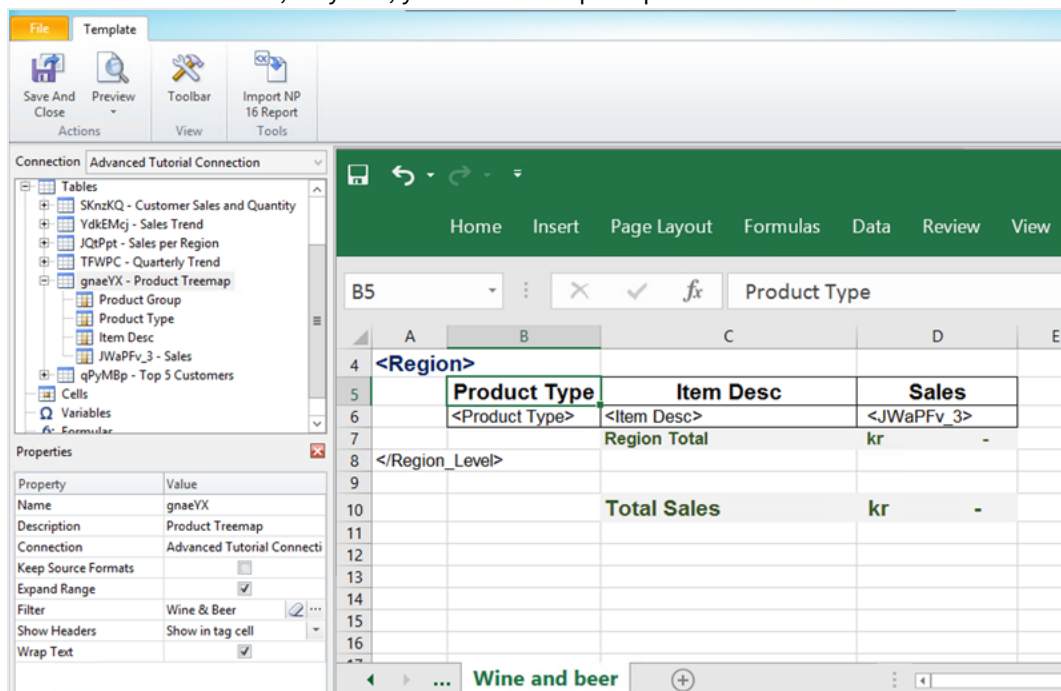 File
Template
Save And Close
Preview
Toolbar
Import NP 16 Report
Actions
View
Tools
Connection Advanced Tutorial Connection
Tables
SKnzKQ - Customer Sales and Quantity
YdkEMcj - Sales Trend
JQtPpt - Sales per Region
TFWPC - Quarterly Trend
gnaeYX - Product Treemap
Product Group
Product Type
Item Desc
JWaPFv_3 - Sales
qPyMBp - Top 5 Customers
Cells
Variables
Formulas
Properties
Property Value
Name gnaeYX
Description Product Treemap
Connection Advanced Tutorial Connecti
Keep Source Formats
Expand Range
Filter Wine & Beer
Show Headers Show in tag cell
Wrap Text
Home Insert Page Layout Formulas Data Review View
B5 fx Product Type
A B C D E
4 <Region>
5 Product Type Item Desc Sales
6 <Product Type> <Item Desc> <JWaPFv_3>
7 Region Total kr -
8 </Region_Level>
9
10 Total Sales kr -
11
12
13
14
15
16
17
... Wine and beer